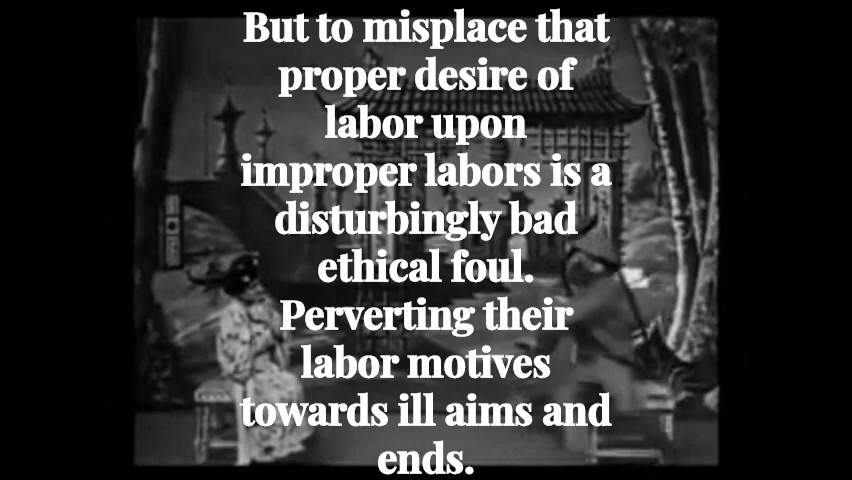 But to misplace that
proper desire of
labor upon
improper labors is a
disturbingly bad
ethical foul.
Perverting their
labor motives
towards ill aims and
ends.